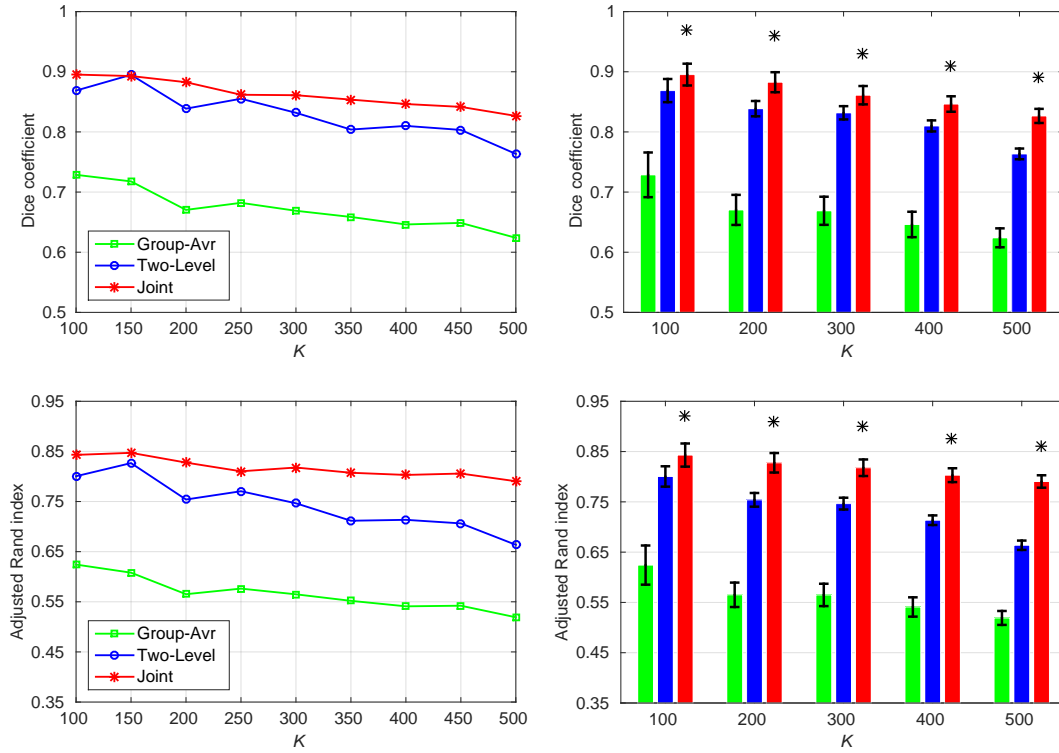 1
0.9
0.8
0.7
0.6
0.5
Dice coefficient
Group-Avr
Two-Level
Joint
100 150 200 250 300 350 400 450 500
K
1
0.9
0.8
0.7
0.6
0.5
Dice coefficient
100 200 300 400 500
K
0.95
0.85
0.75
0.65
0.55
0.45
0.35
Adjusted Rand index
Group-Avr
Two-Level
Joint
100 150 200 250 300 350 400 450 500
K
0.95
0.85
0.75
0.65
0.55
0.45
0.35
Adjusted Rand index
100 200 300 400 500
K